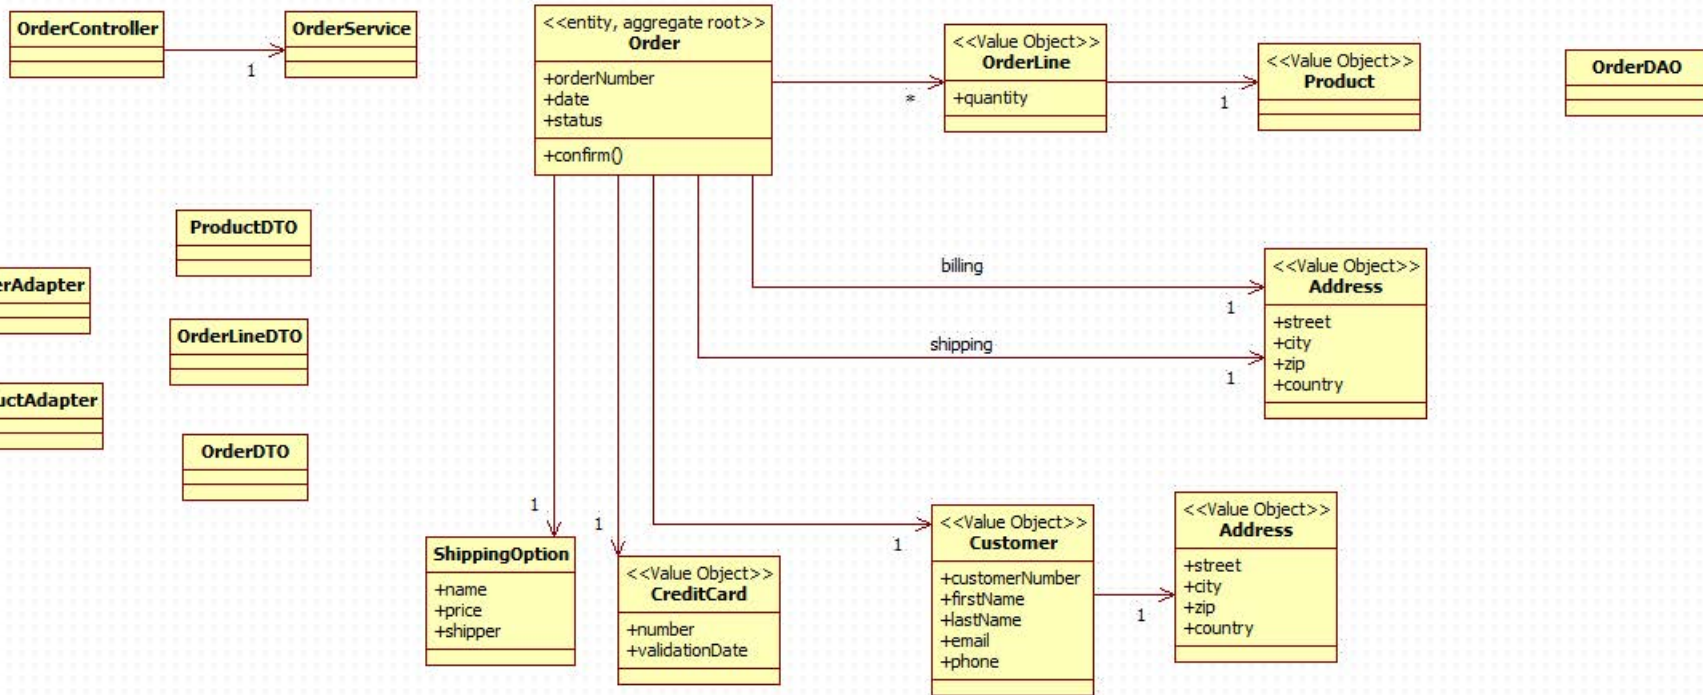 OrderController
1
OrderService
<<entity, aggregate root>>
Order
+orderNumber
+date
+status
+confirm()
*
<<Value Object>>
OrderLine
+quantity
1
<<Value Object>>
Product
OrderDAO
ProductDTO
erAdapter
OrderLineDTO
uctAdapter
OrderDTO
billing
1
shipping
1
<<Value Object>>
Address
+street
+city
+zip
+country
1
ShippingOption
+name
+price
+shipper
1
<<Value Object>>
CreditCard
+number
+validationDate
1
<<Value Object>>
Customer
+customerNumber
+firstName
+lastName
+email
+phone
1
<<Value Object>>
Address
+street
+city
+zip
+country